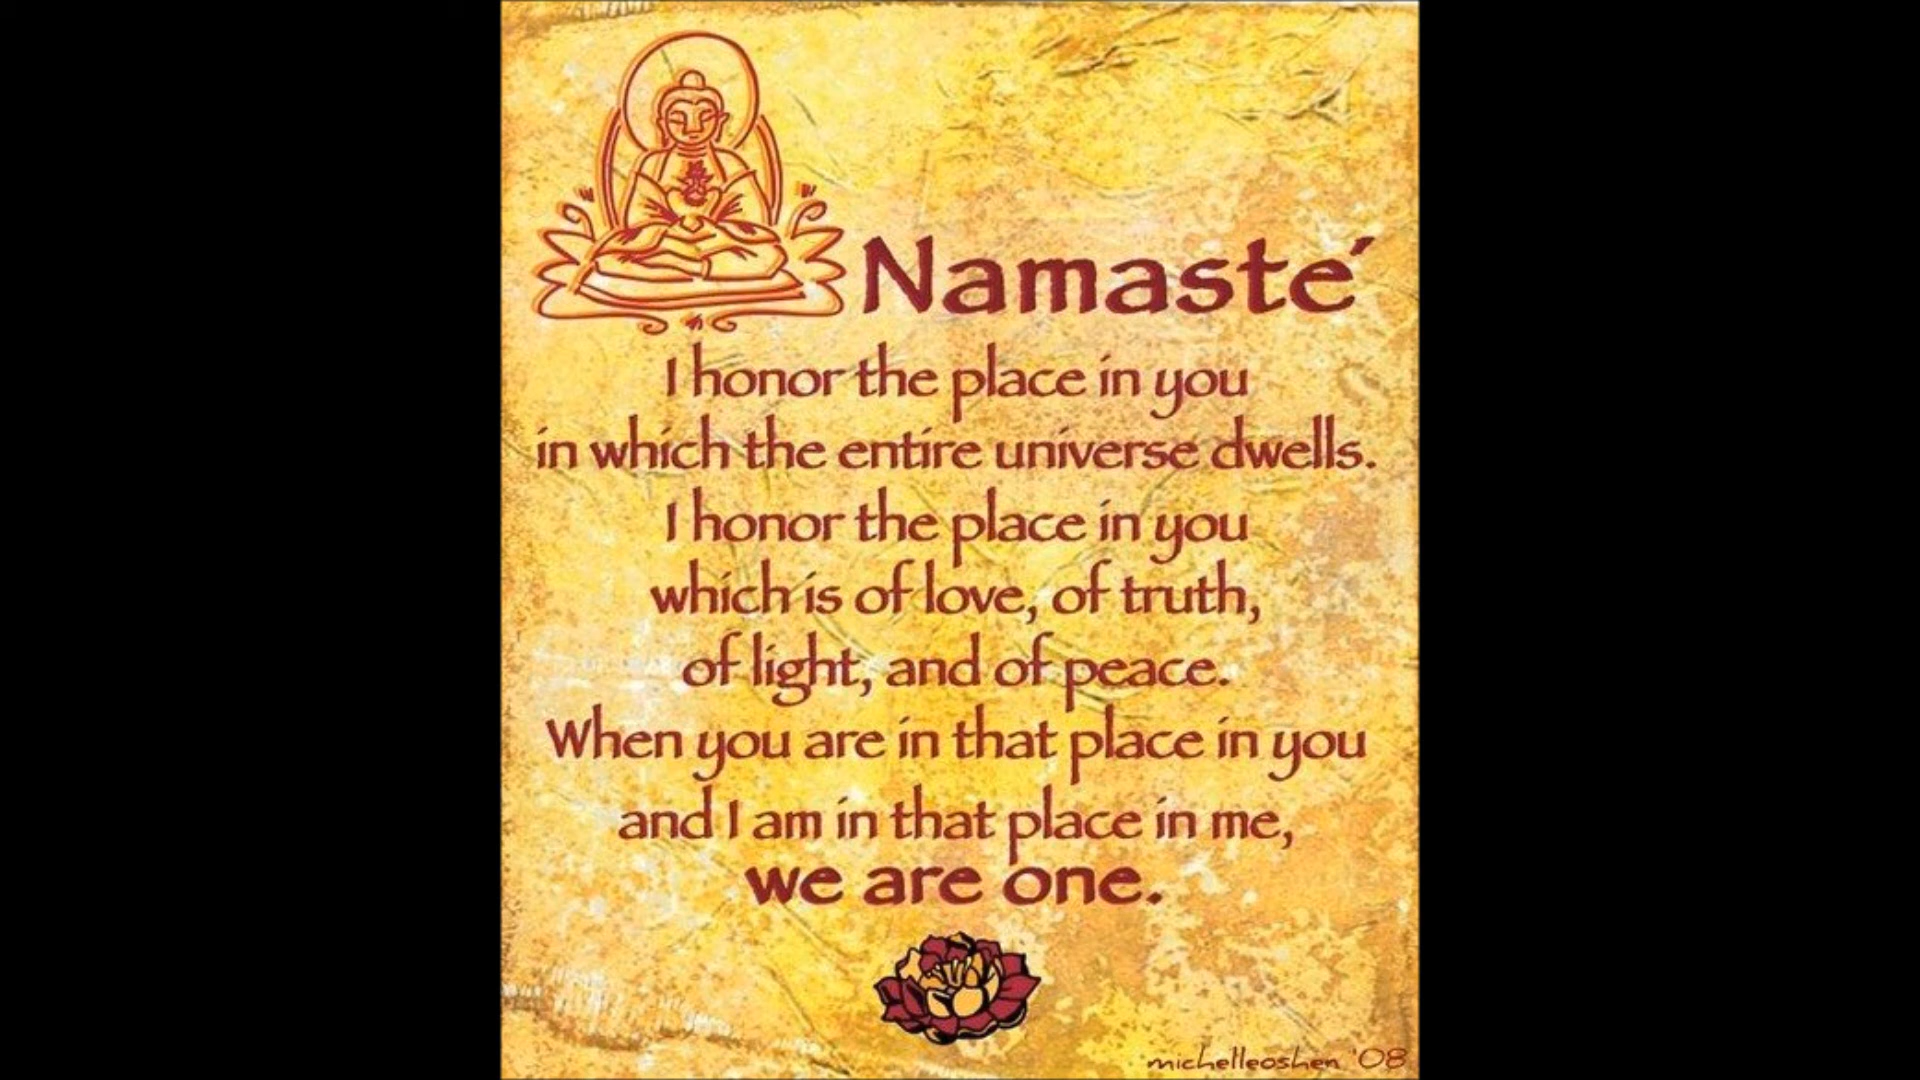 Namasté
I honor the place in you
in which the entire universe dwells.
I honor the place in you
which is of love, of truth,
of light, and of peace.
When you are in that place in you
and I am in that place in me,
we are one.
michelleoshen '08